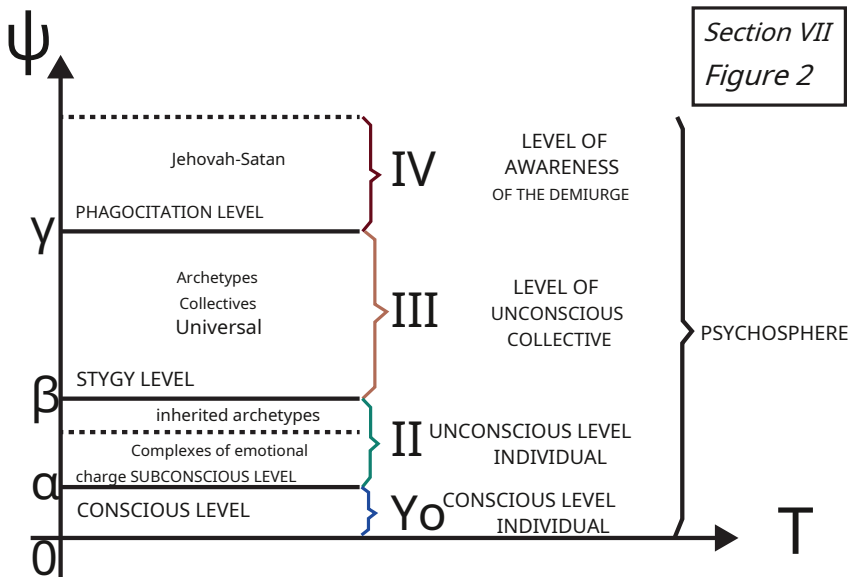 Section VII
Figure 2
ψ
Jehovah-Satan
IV
LEVEL OF
AWARENESS
OF THE DEMIURGE
PHAGOCITATION LEVEL
γ
Archetypes
Collectives
Universal
III
LEVEL OF
UNCONSCIOUS
COLLECTIVE
PSYCHOSPHERE
STYGY LEVEL
β
inherited archetypes
Complexes of emotional
charge SUBCONSCIOUS LEVEL
II
UNCONSCIOUS LEVEL
INDIVIDUAL
α
CONSCIOUS LEVEL
Yo
CONSCIOUS LEVEL
INDIVIDUAL
0
T